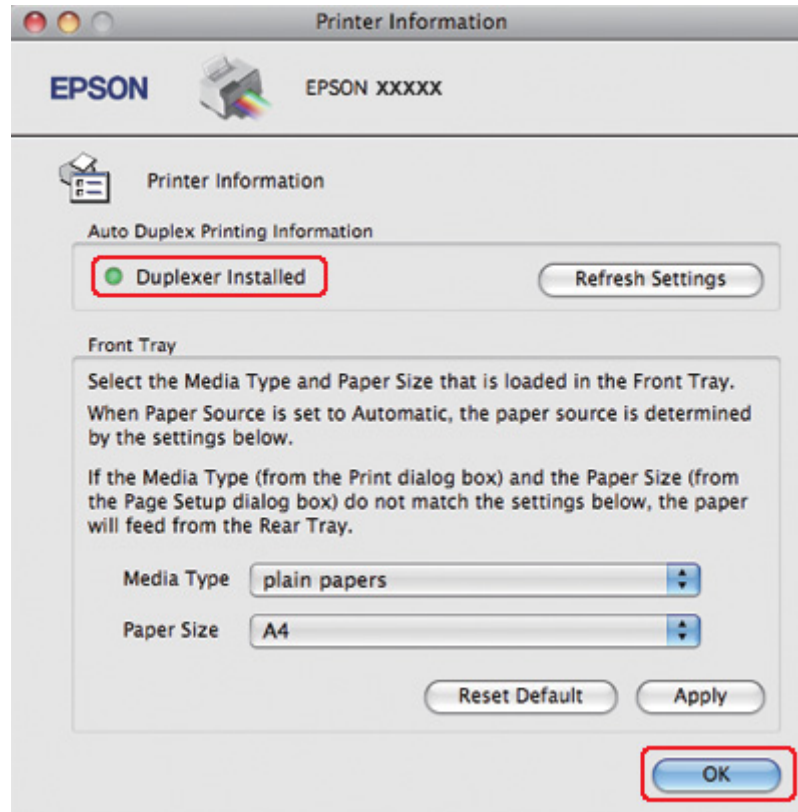 Printer Information
EPSON
EPSON XXXXX
Printer Information
Auto Duplex Printing Information
Duplexer Installed
Refresh Settings
Front Tray
Select the Media Type and Paper Size that is loaded in the Front Tray.
When Paper Source is set to Automatic, the paper source is determined
by the settings below.
If the Media Type (from the Print dialog box) and the Paper Size (from
the Page Setup dialog box) do not match the settings below, the paper
will feed from the Rear Tray.
Media Type plain papers
Paper Size A4
Reset Default Apply
OK